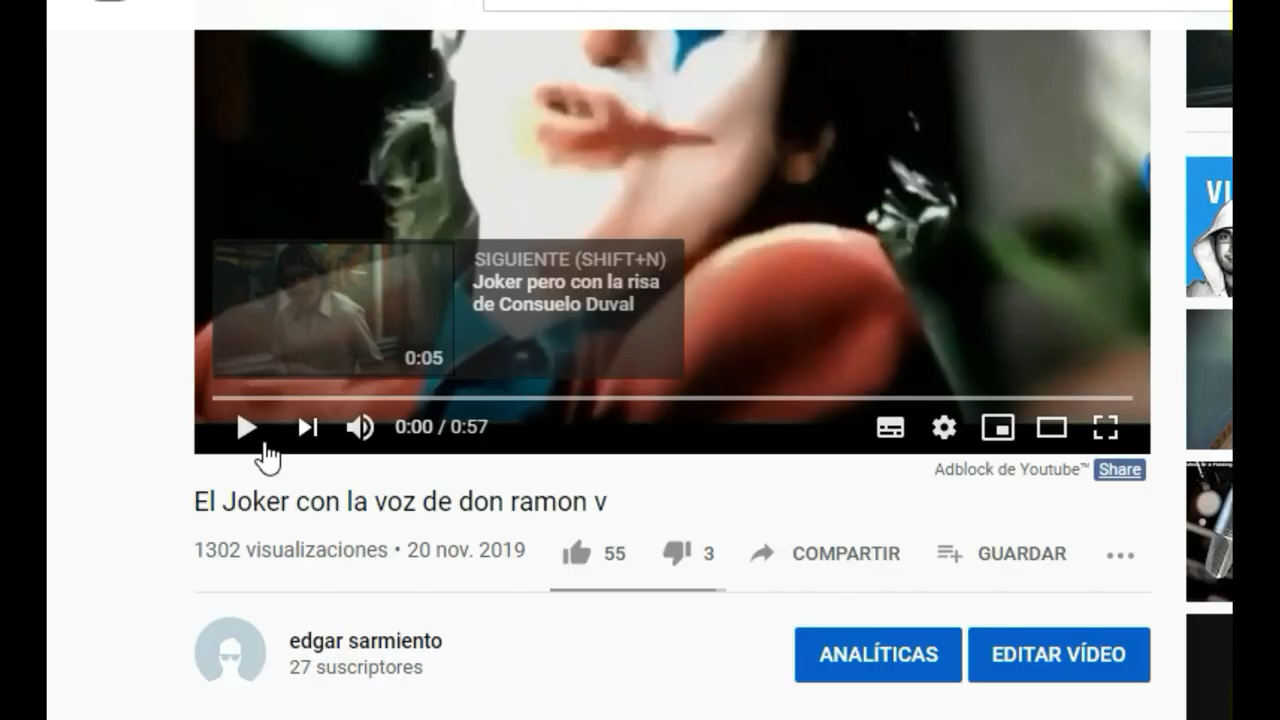 VI
SIGUIENTE (SHIFT+N)
Joker pero con la risa
de Consuelo Duval
0:05
0:00 / 0:57
Adblock de Youtube™ Share
El Joker con la voz de don ramon v
1302 visualizaciones • 20 nov. 2019 55 3 COMPARTIR GUARDAR
edgar sarmiento
27 suscriptores
ANALÍTICAS EDITAR VÍDEO